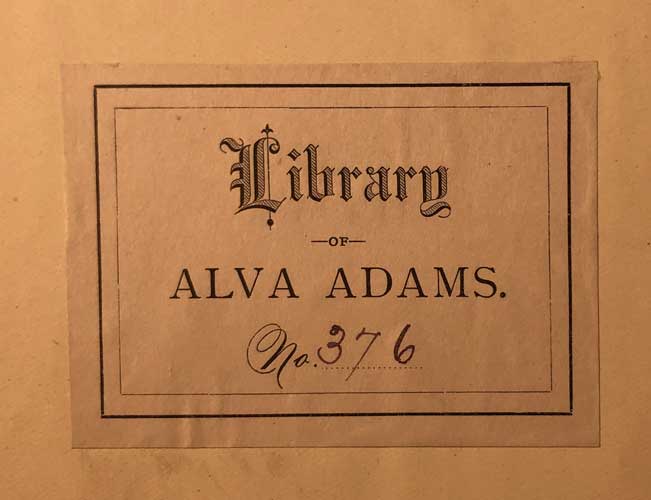 Library
—OF—
ALVA ADAMS.
No. 376